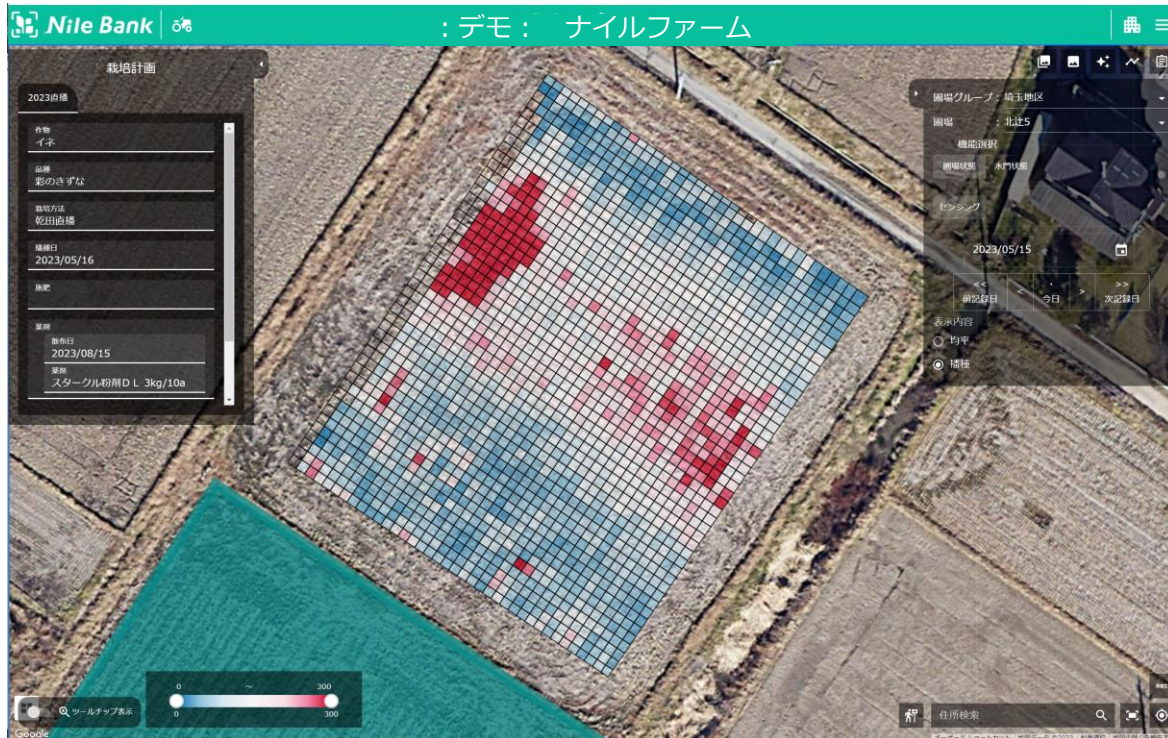 Nile Bank
:デモ: ナイルファーム
栽培計画
2023直播
作物
イネ
品種
彩のきずな
栽培方法
乾田直播
播種日
2023/05/16
施肥
薬剤
散布日
2023/08/15
薬剤
スタークル粉剤DL 3kg/10a
圃場グループ: 埼玉地区
圃場 : 北辻5
機能選択
圃場状態 水門状態
センシング
2023/05/15
<< < ・ > >>
前記録日 今日 次記録日
表示内容
均平
播種
0 ～ 300
0 300
ツールチップ表示
Google
住所検索